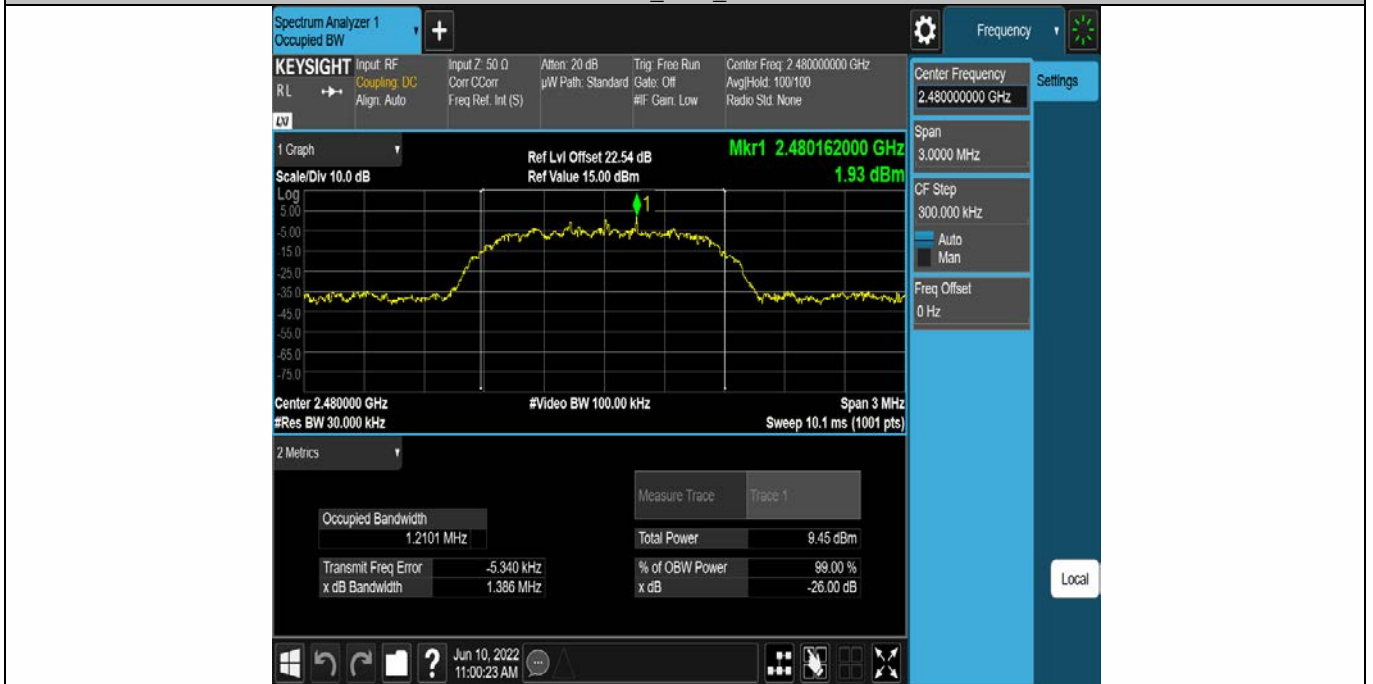 Spectrum Analyzer 1
Occupied BW
+
Frequency
KEYSIGHT
RL
LXI
Input: RF
Coupling: DC
Align: Auto
Input Z: 50 Ω
Corr CCorr
Freq Ref: Int (S)
Atten: 20 dB
µW Path: Standard
Trig: Free Run
Gate: Off
#IF Gain: Low
Center Freq: 2.480000000 GHz
Avg|Hold: 100/100
Radio Std: None
Center Frequency
2.480000000 GHz
Settings
Span
3.0000 MHz
CF Step
300.000 kHz
Auto
Man
Freq Offset
0 Hz
1 Graph
Scale/Div 10.0 dB
Ref Lvl Offset 22.54 dB
Ref Value 15.00 dBm
Mkr1 2.480162000 GHz
1.93 dBm
Log
5.00
-5.00
-15.0
-25.0
-35.0
-45.0
-55.0
-65.0
-75.0
1
Center 2.480000 GHz
#Res BW 30.000 kHz
#Video BW 100.00 kHz
Span 3 MHz
Sweep 10.1 ms (1001 pts)
2 Metrics
Measure Trace Trace 1
Occupied Bandwidth
1.2101 MHz
Total Power 9.45 dBm
Transmit Freq Error -5.340 kHz
% of OBW Power 99.00 %
x dB Bandwidth 1.386 MHz
x dB -26.00 dB
Local
?
Jun 10, 2022
11:00:23 AM